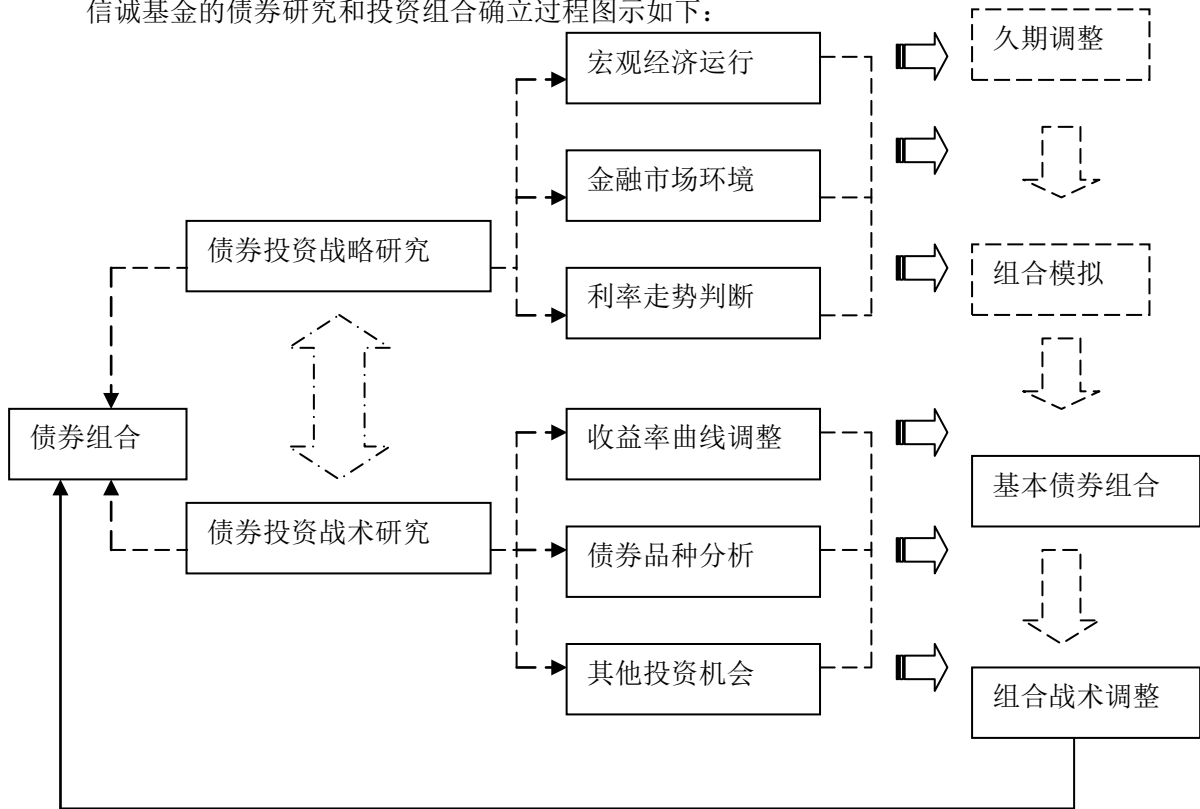 信诚基金的债券研究和投资组合确立过程图示如下：
久期调整
宏观经济运行
金融市场环境
债券投资战略研究
组合模拟
利率走势判断
债券组合
收益率曲线调整
基本债券组合
债券投资战术研究
债券品种分析
其他投资机会
组合战术调整